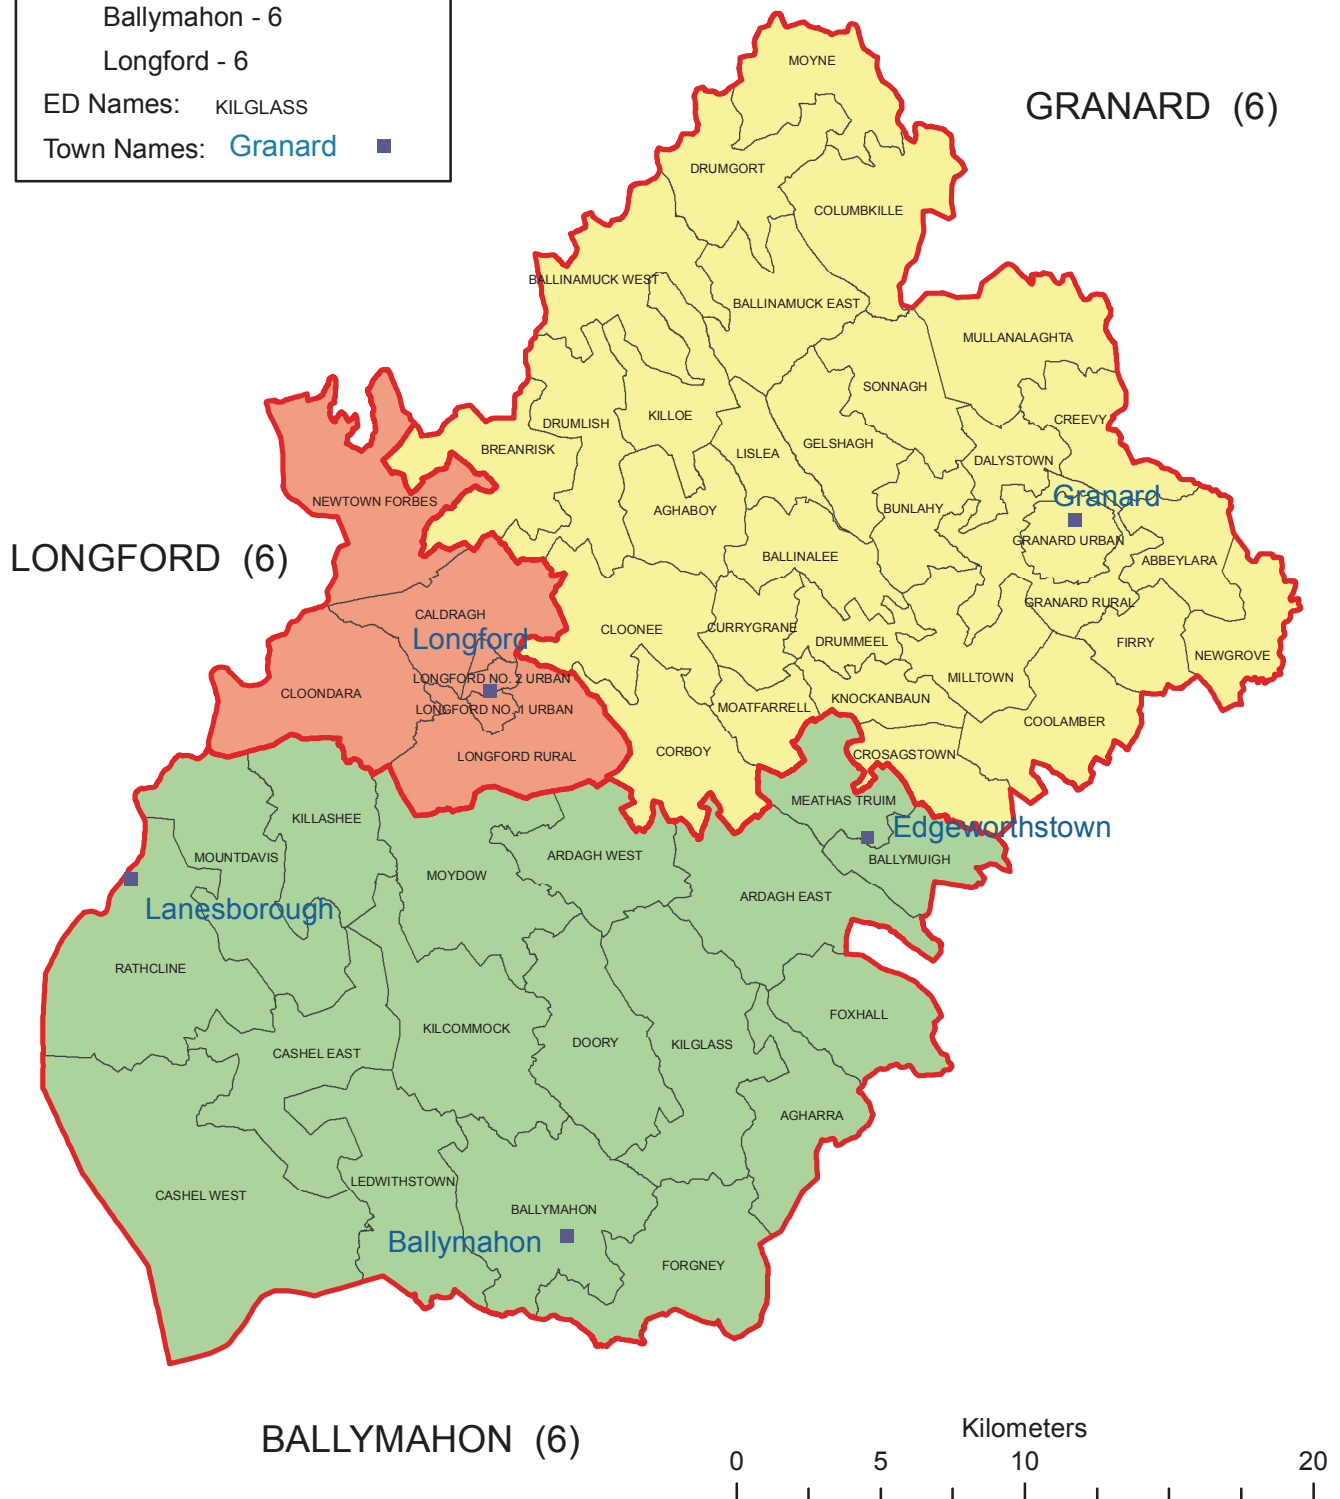 Ballymahon - 6
Longford - 6
ED Names: KILGLASS
Town Names: Granard
GRANARD (6)
MOYNE
DRUMGORT
COLUMBKILLE
BALLINAMUCK WEST
BALLINAMUCK EAST
MULLANALAGHTA
SONNAGH
CREEVY
KILLOE
DRUMLISH
GELSHAGH
BREANRISK
LISLEA
DALYSTOWN
Granard
NEWTOWN FORBES
AGHABOY
BUNLAHY
GRANARD URBAN
LONGFORD (6)
BALLINALEE
ABBEYLARA
GRANARD RURAL
CALDRAGH
Longford
CLOONEE
CURRYGRANE
DRUMMEEL
FIRRY
NEWGROVE
LONGFORD NO. 2 URBAN
MILLTOWN
CLOONDARA
KNOCKANBAUN
LONGFORD NO. 1 URBAN
MOATFARRELL
COOLAMBER
LONGFORD RURAL
CORBOY
CROSAGSTOWN
MEATHAS TRUIM
KILLASHEE
Edgeworthstown
MOUNTDAVIS
ARDAGH WEST
BALLYMUIGH
MOYDOW
ARDAGH EAST
Lanesborough
RATHCLINE
FOXHALL
KILCOMMOCK
DOORY
KILGLASS
CASHEL EAST
AGHARRA
LEDWITHSTOWN
CASHEL WEST
BALLYMAHON
Ballymahon
FORGNEY
BALLYMAHON (6)
Kilometers
0 5 10 20